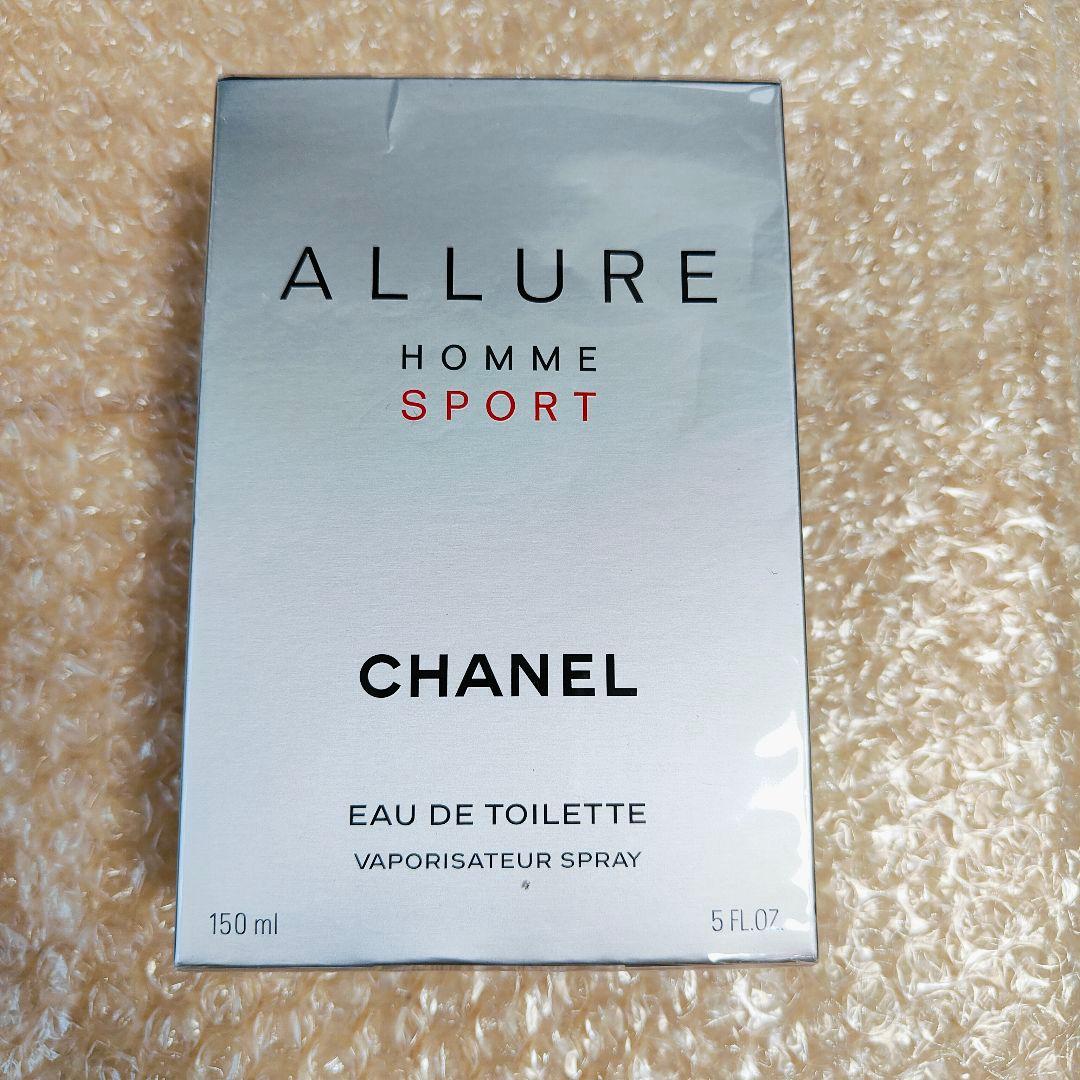 ALLURE
HOMME
SPORT
CHANEL
EAU DE TOILETTE
VAPORISATEUR SPRAY
150 ml 5 FL.OZ.